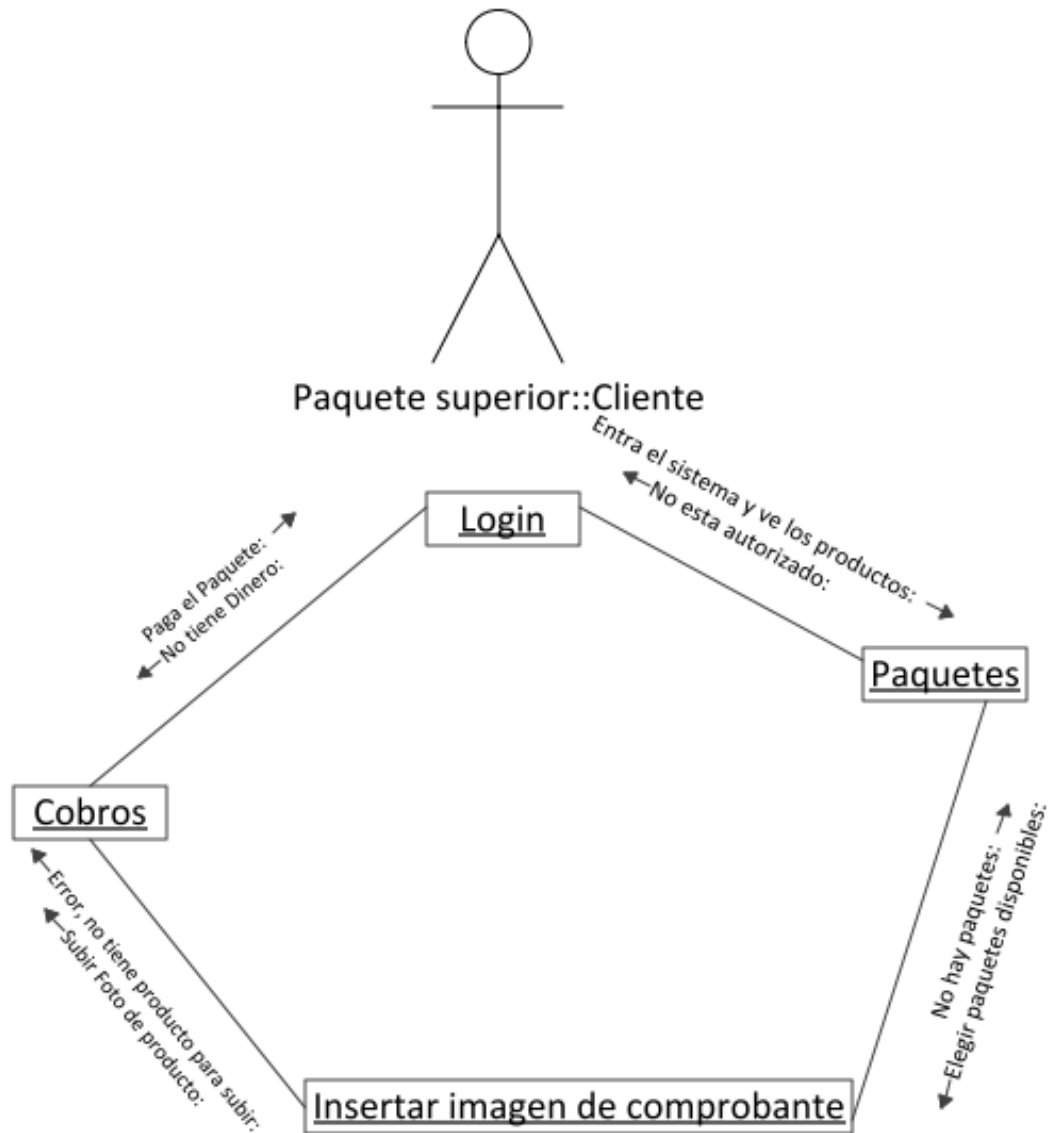 Paquete superior::Cliente
Entra el sistema y ve los productos:
No esta autorizado:
Login
Paga el Paquete:
No tiene Dinero:
Paquetes
Cobros
No hay paquetes:
Elegir paquetes disponibles:
Error, no tiene producto para subir:
Subir Foto de producto:
Insertar imagen de comprobante